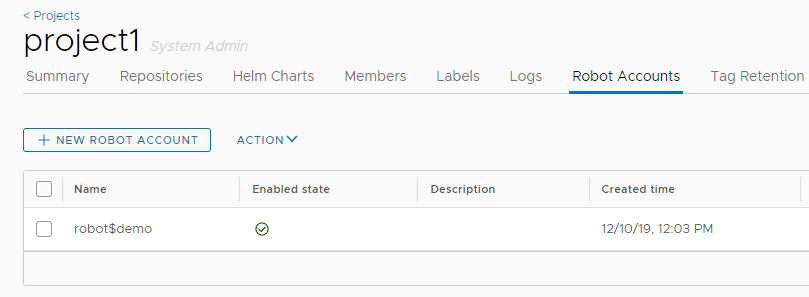 < Projects
project1 System Admin
Summary Repositories Helm Charts Members Labels Logs Robot Accounts Tag Retention
+ NEW ROBOT ACCOUNT ACTION
Name Enabled state Description Created time
robot$demo 12/10/19, 12:03 PM